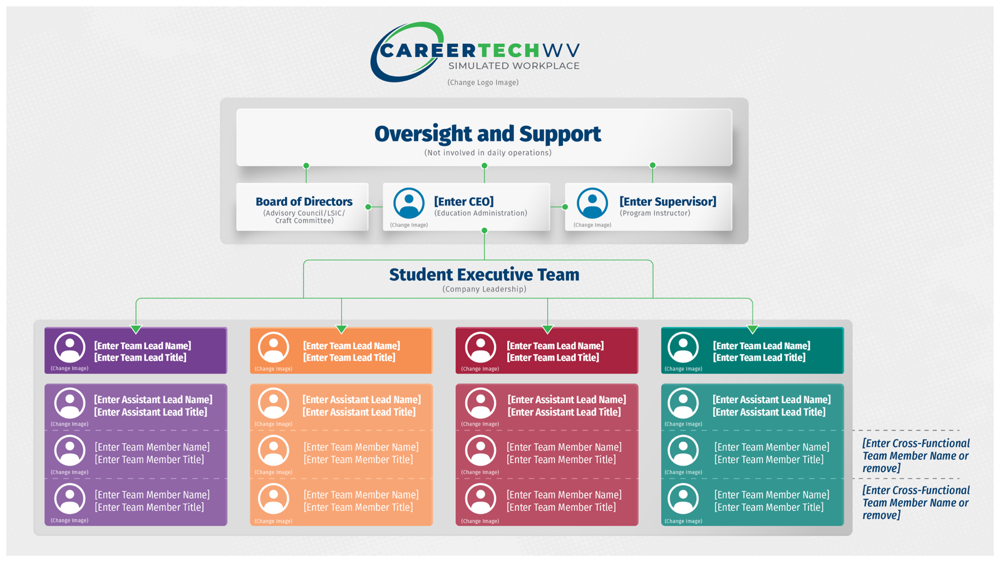 CAREERTECHWV
SIMULATED WORKPLACE
(Change Logo Image)
Oversight and Support
(Not involved in daily operations)
Board of Directors
(Advisory Council/LSIC/
Craft Committee)
(Change Image)
[Enter CEO]
(Education Administration)
(Change Image)
[Enter Supervisor]
(Program Instructor)
Student Executive Team
(Company Leadership)
(Change Image)
[Enter Team Lead Name]
[Enter Team Lead Title]
(Change Image)
[Enter Team Lead Name]
[Enter Team Lead Title]
(Change Image)
[Enter Team Lead Name]
[Enter Team Lead Title]
(Change Image)
[Enter Team Lead Name]
[Enter Team Lead Title]
(Change Image)
[Enter Assistant Lead Name]
[Enter Assistant Lead Title]
(Change Image)
[Enter Assistant Lead Name]
[Enter Assistant Lead Title]
(Change Image)
[Enter Assistant Lead Name]
[Enter Assistant Lead Title]
(Change Image)
[Enter Assistant Lead Name]
[Enter Assistant Lead Title]
(Change Image)
[Enter Team Member Name]
[Enter Team Member Title]
(Change Image)
[Enter Team Member Name]
[Enter Team Member Title]
(Change Image)
[Enter Team Member Name]
[Enter Team Member Title]
(Change Image)
[Enter Team Member Name]
[Enter Team Member Title]
(Change Image)
[Enter Cross-Functional
Team Member Name or
remove]
[Enter Team Member Name]
[Enter Team Member Title]
(Change Image)
[Enter Team Member Name]
[Enter Team Member Title]
(Change Image)
[Enter Team Member Name]
[Enter Team Member Title]
(Change Image)
[Enter Team Member Name]
[Enter Team Member Title]
(Change Image)
[Enter Cross-Functional
Team Member Name or
remove]